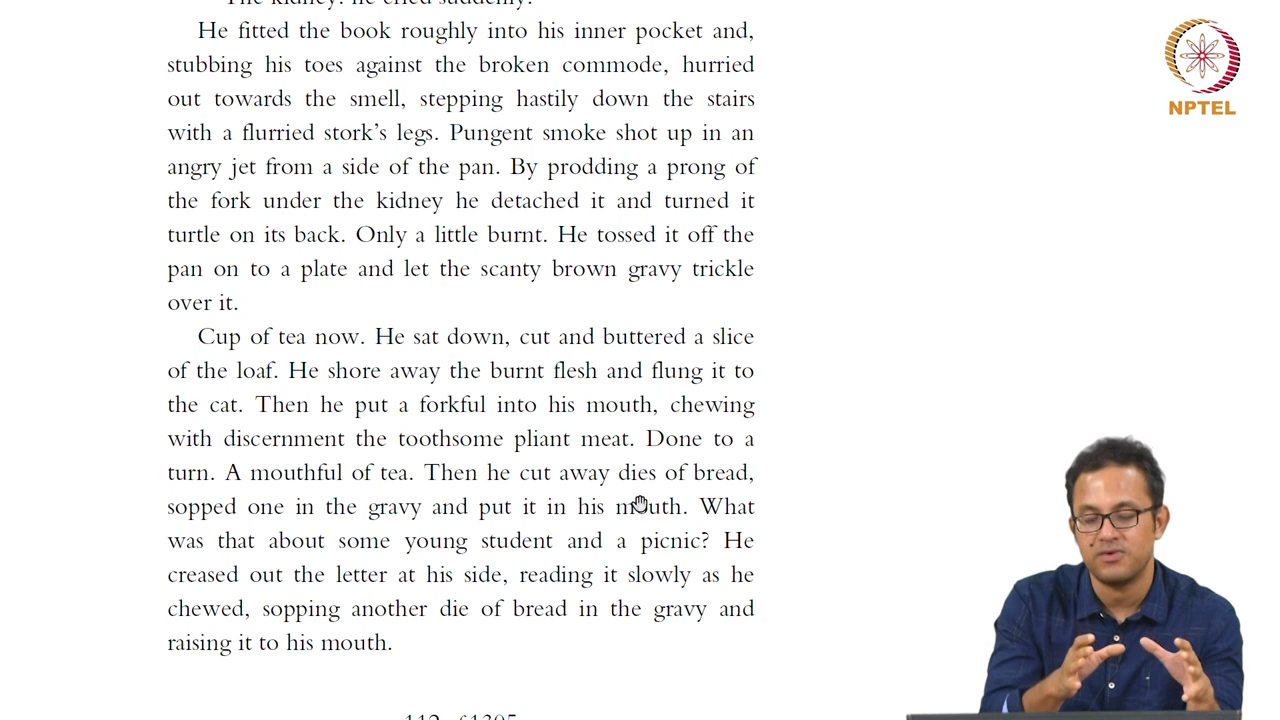 The kidney! he cried suddenly.
He fitted the book roughly into his inner pocket and,
stubbing his toes against the broken commode, hurried
out towards the smell, stepping hastily down the stairs
with a flurried stork’s legs. Pungent smoke shot up in an
angry jet from a side of the pan. By prodding a prong of
the fork under the kidney he detached it and turned it
turtle on its back. Only a little burnt. He tossed it off the
pan on to a plate and let the scanty brown gravy trickle
over it.
Cup of tea now. He sat down, cut and buttered a slice
of the loaf. He shore away the burnt flesh and flung it to
the cat. Then he put a forkful into his mouth, chewing
with discernment the toothsome pliant meat. Done to a
turn. A mouthful of tea. Then he cut away dies of bread,
sopped one in the gravy and put it in his mouth. What
was that about some young student and a picnic? He
creased out the letter at his side, reading it slowly as he
chewed, sopping another die of bread in the gravy and
raising it to his mouth.
112 of 1305
NPTEL